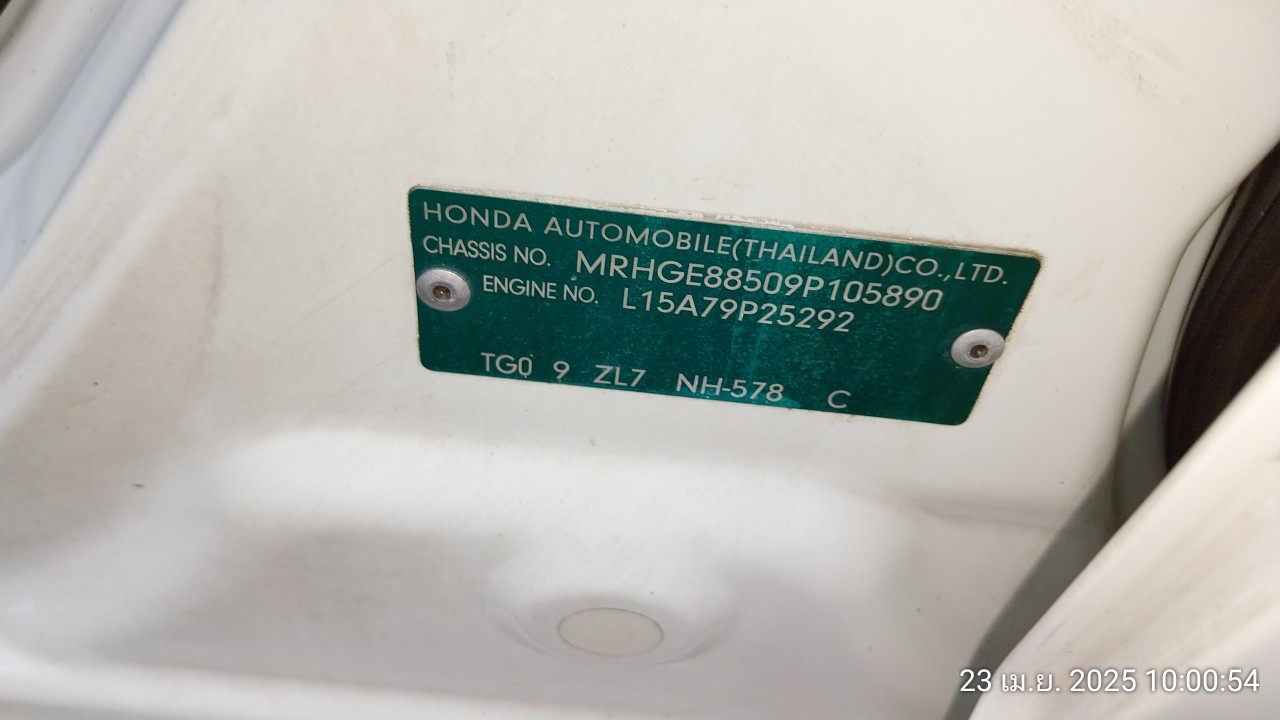 HONDA AUTOMOBILE(THAILAND)CO.,LTD.
CHASSIS NO. MRHGE88509P105890
ENGINE NO. L15A79P25292
TG0 9 ZL7 NH-578 C
23 เม.ย. 2025 10:00:54